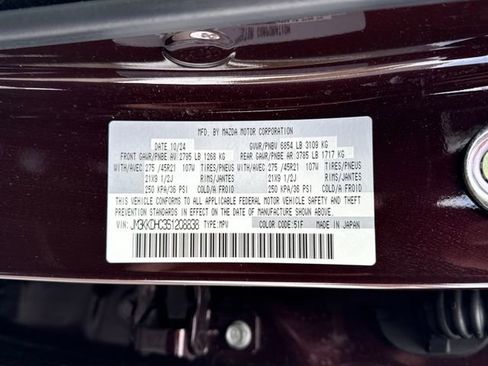 MFD. BY MAZDA MOTOR CORPORATION
DATE: 10/24 GVWR/PNBV 6854 LB 3109 KG
FRONT GAWR/PNBE AV: 2795 LB 1268 KG REAR GAWR/PNBE AR: 3785 LB 1717 KG
WITH/AVEC: 275 /45R21 107W TIRES/PNEUS WITH/AVEC: 275 /45R21 107W TIRES/PNEUS
21X9 1/2J RIMS/JANTES 21X9 1/2J RIMS/JANTES
250 KPA/36 PSI COLD/A FROID 250 KPA/36 PSI COLD/A FROID
THIS VEHICLE CONFORMS TO ALL APPLICABLE FEDERAL MOTOR VEHICLE SAFETY, BUMPER, AND THEFT
PREVENTION STANDARDS IN EFFECT ON THE DATE OF MANUFACTURE SHOWN ABOVE.
VIN: JM3KKDHC3S1208838 TYPE:MPV COLOR CODE:51F MADE IN JAPAN